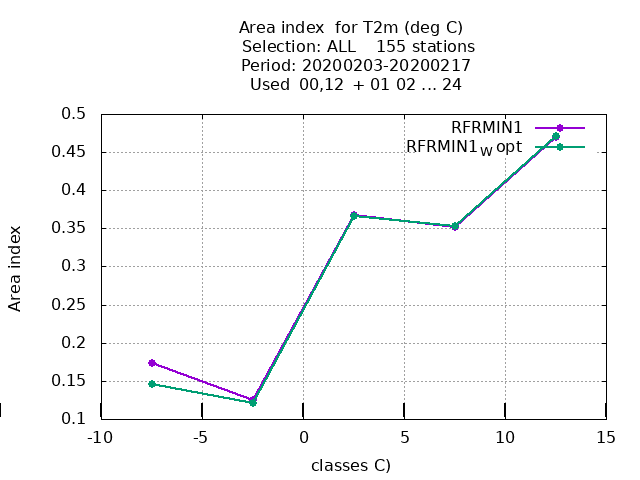 Area index  for T2m (deg C)
Selection: ALL    155 stations
Period: 20200203-20200217
Used  00,12  + 01 02 ... 24
RFRMIN1
RFRMIN1W opt
0.5
0.45
0.4
0.35
0.3
0.25
0.2
0.15
0.1
Area index
-10 -5 0 5 10 15
classes C)